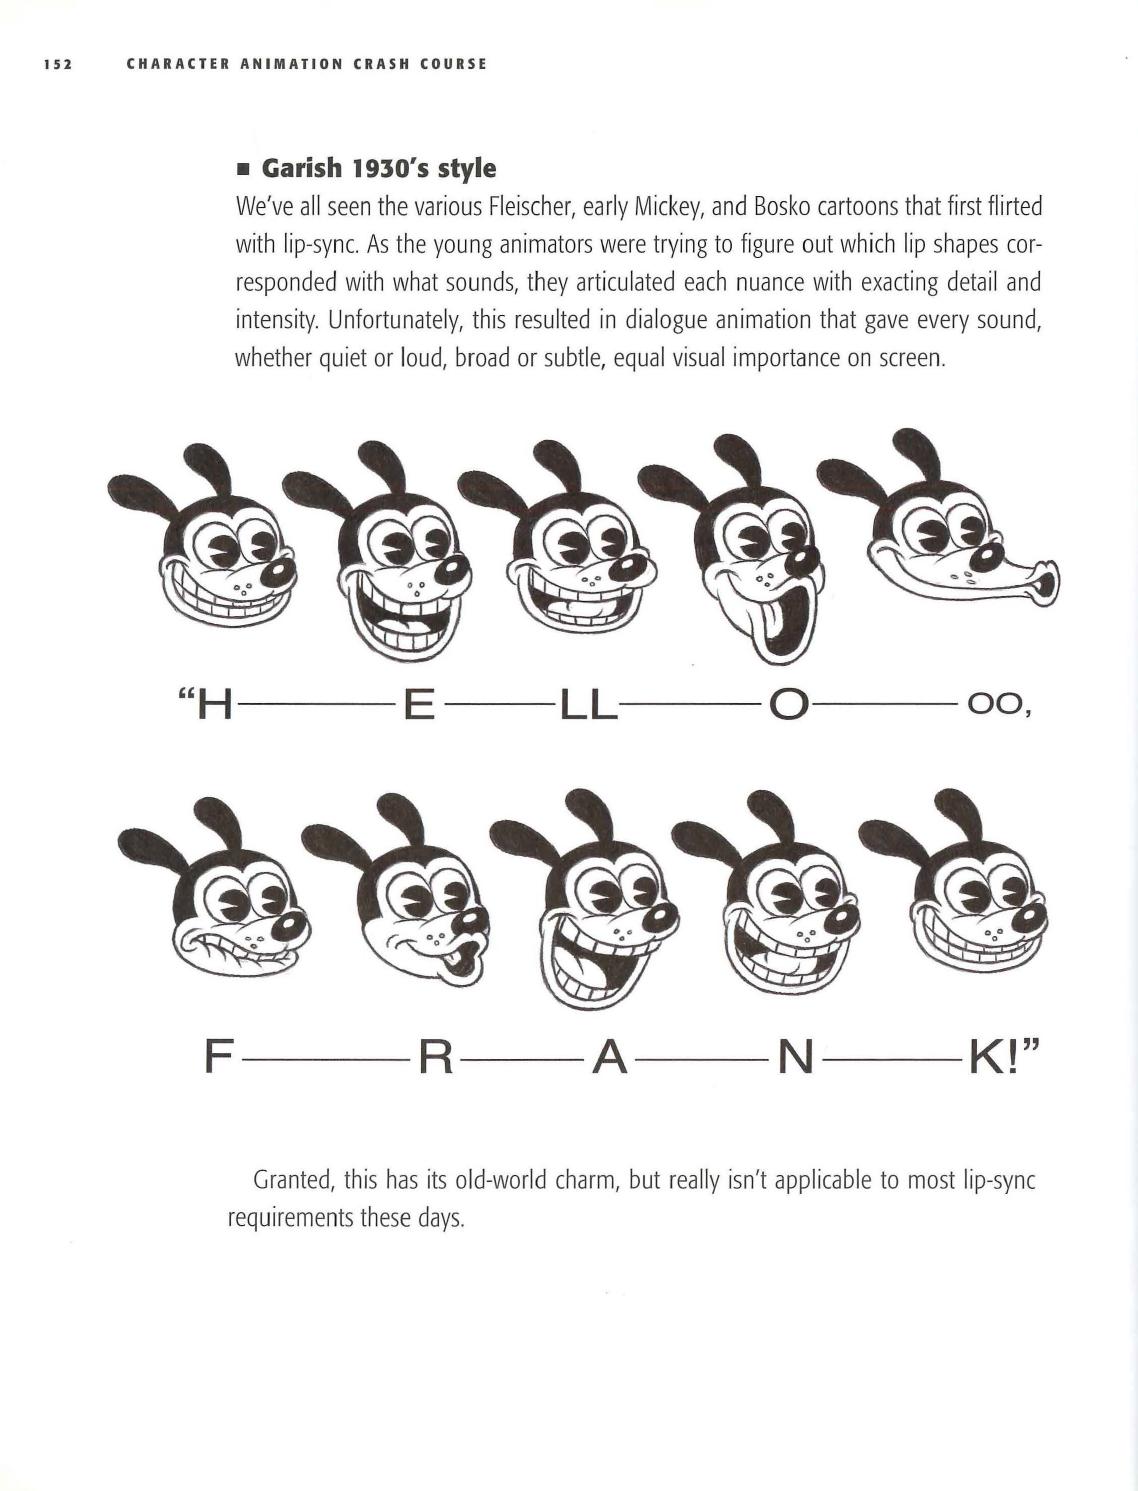 152 CHARACTER ANIMATION CRASH COURSE
■ Garish 1930's style
We've all seen the various Fleischer, early Mickey, and Bosko cartoons that first flirted
with lip-sync. As the young animators were trying to figure out which lip shapes cor-
responded with what sounds, they articulated each nuance with exacting detail and
intensity. Unfortunately, this resulted in dialogue animation that gave every sound,
whether quiet or loud, broad or subtle, equal visual importance on screen.
“H———E———LL———O———OO,
F———R———A———N———K!”
Granted, this has its old-world charm, but really isn't applicable to most lip-sync
requirements these days.